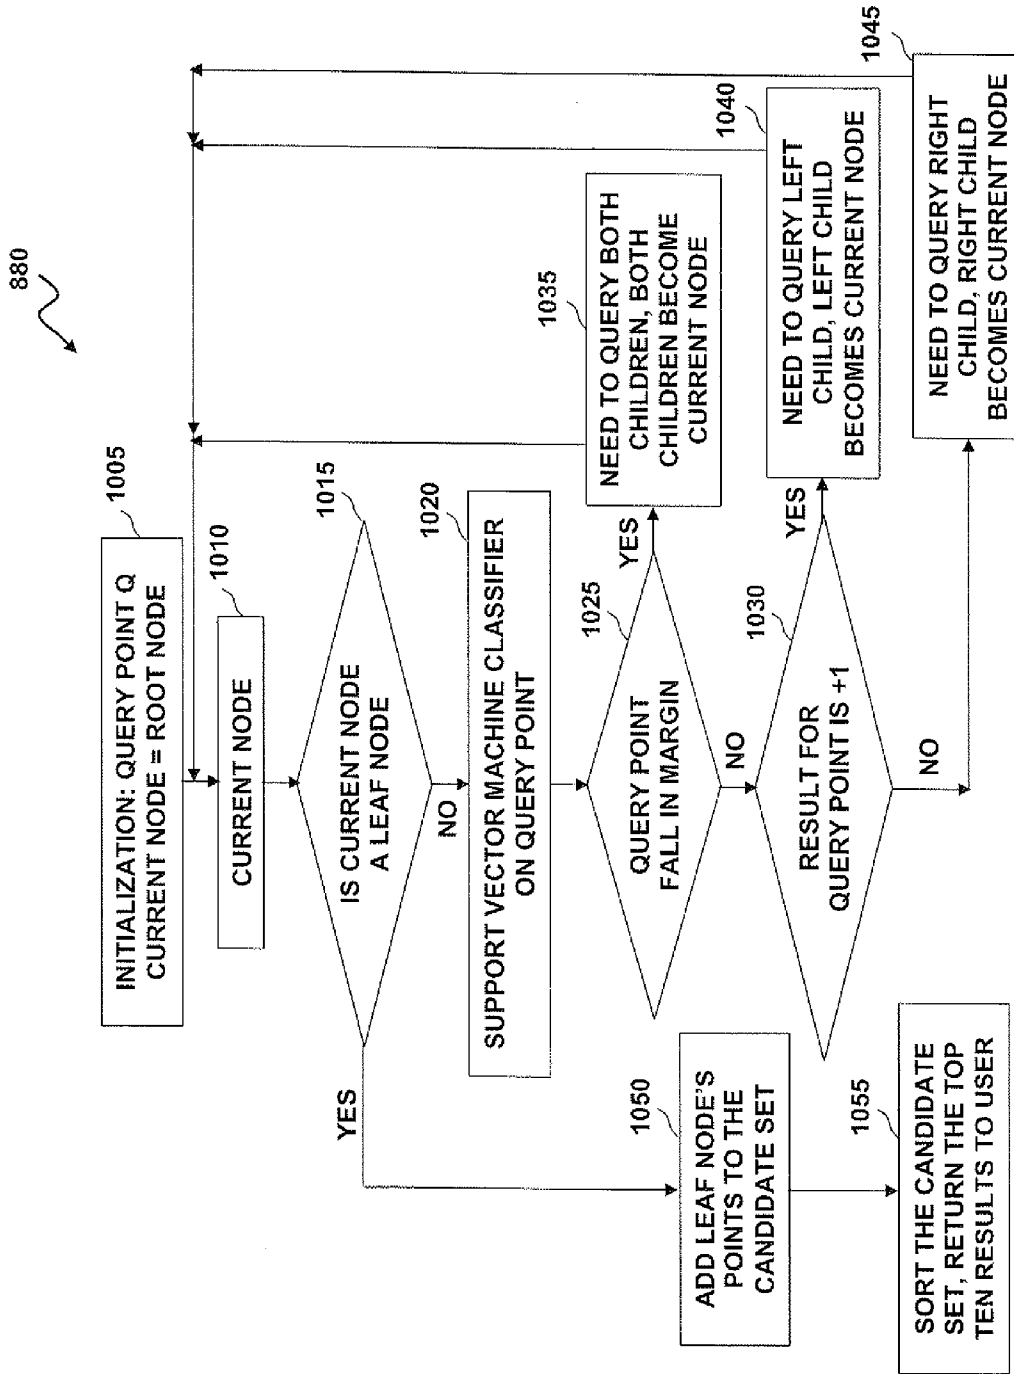 880
1005
INITIALIZATION: QUERY POINT Q
CURRENT NODE = ROOT NODE
1010
CURRENT NODE
1015
IS CURRENT NODE
A LEAF NODE
YES
NO
1020
SUPPORT VECTOR MACHINE CLASSIFIER
ON QUERY POINT
1025
QUERY POINT
FALL IN MARGIN
YES
NO
1035
NEED TO QUERY BOTH
CHILDREN, BOTH
CHILDREN BECOME
CURRENT NODE
1030
RESULT FOR
QUERY POINT IS +1
YES
NO
1040
NEED TO QUERY LEFT
CHILD, LEFT CHILD
BECOMES CURRENT NODE
1045
NEED TO QUERY RIGHT
CHILD, RIGHT CHILD
BECOMES CURRENT NODE
1050
ADD LEAF NODE'S
POINTS TO THE
CANDIDATE SET
1055
SORT THE CANDIDATE
SET, RETURN THE TOP
TEN RESULTS TO USER